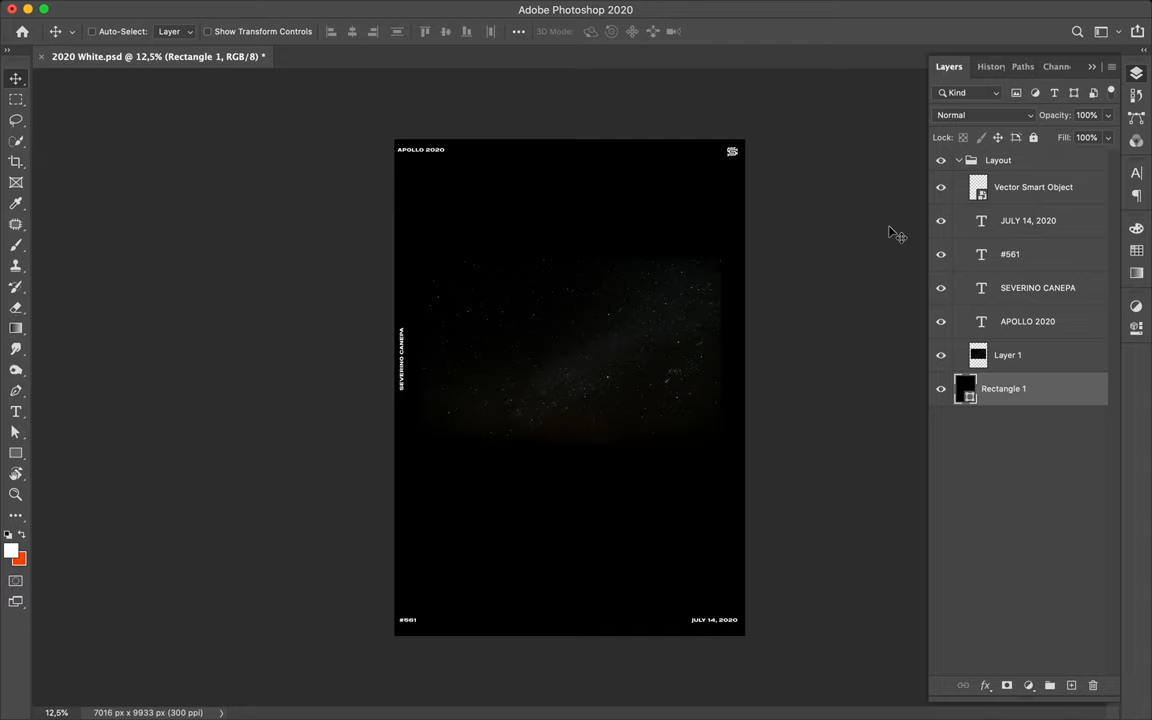 Adobe Photoshop 2020
Auto-Select: Layer Show Transform Controls 3D Mode:
2020 White.psd @ 12,5% (Rectangle 1, RGB/8) *
Layers History Paths Chann
Kind
Normal Opacity: 100%
Lock: Fill: 100%
Layout
Vector Smart Object
JULY 14, 2020
#561
SEVERINO CANEPA
APOLLO 2020
Layer 1
Rectangle 1
APOLLO 2020
SEVERINO CANEPA
#561
JULY 14, 2020
12,5% 7016 px x 9933 px (300 ppi)